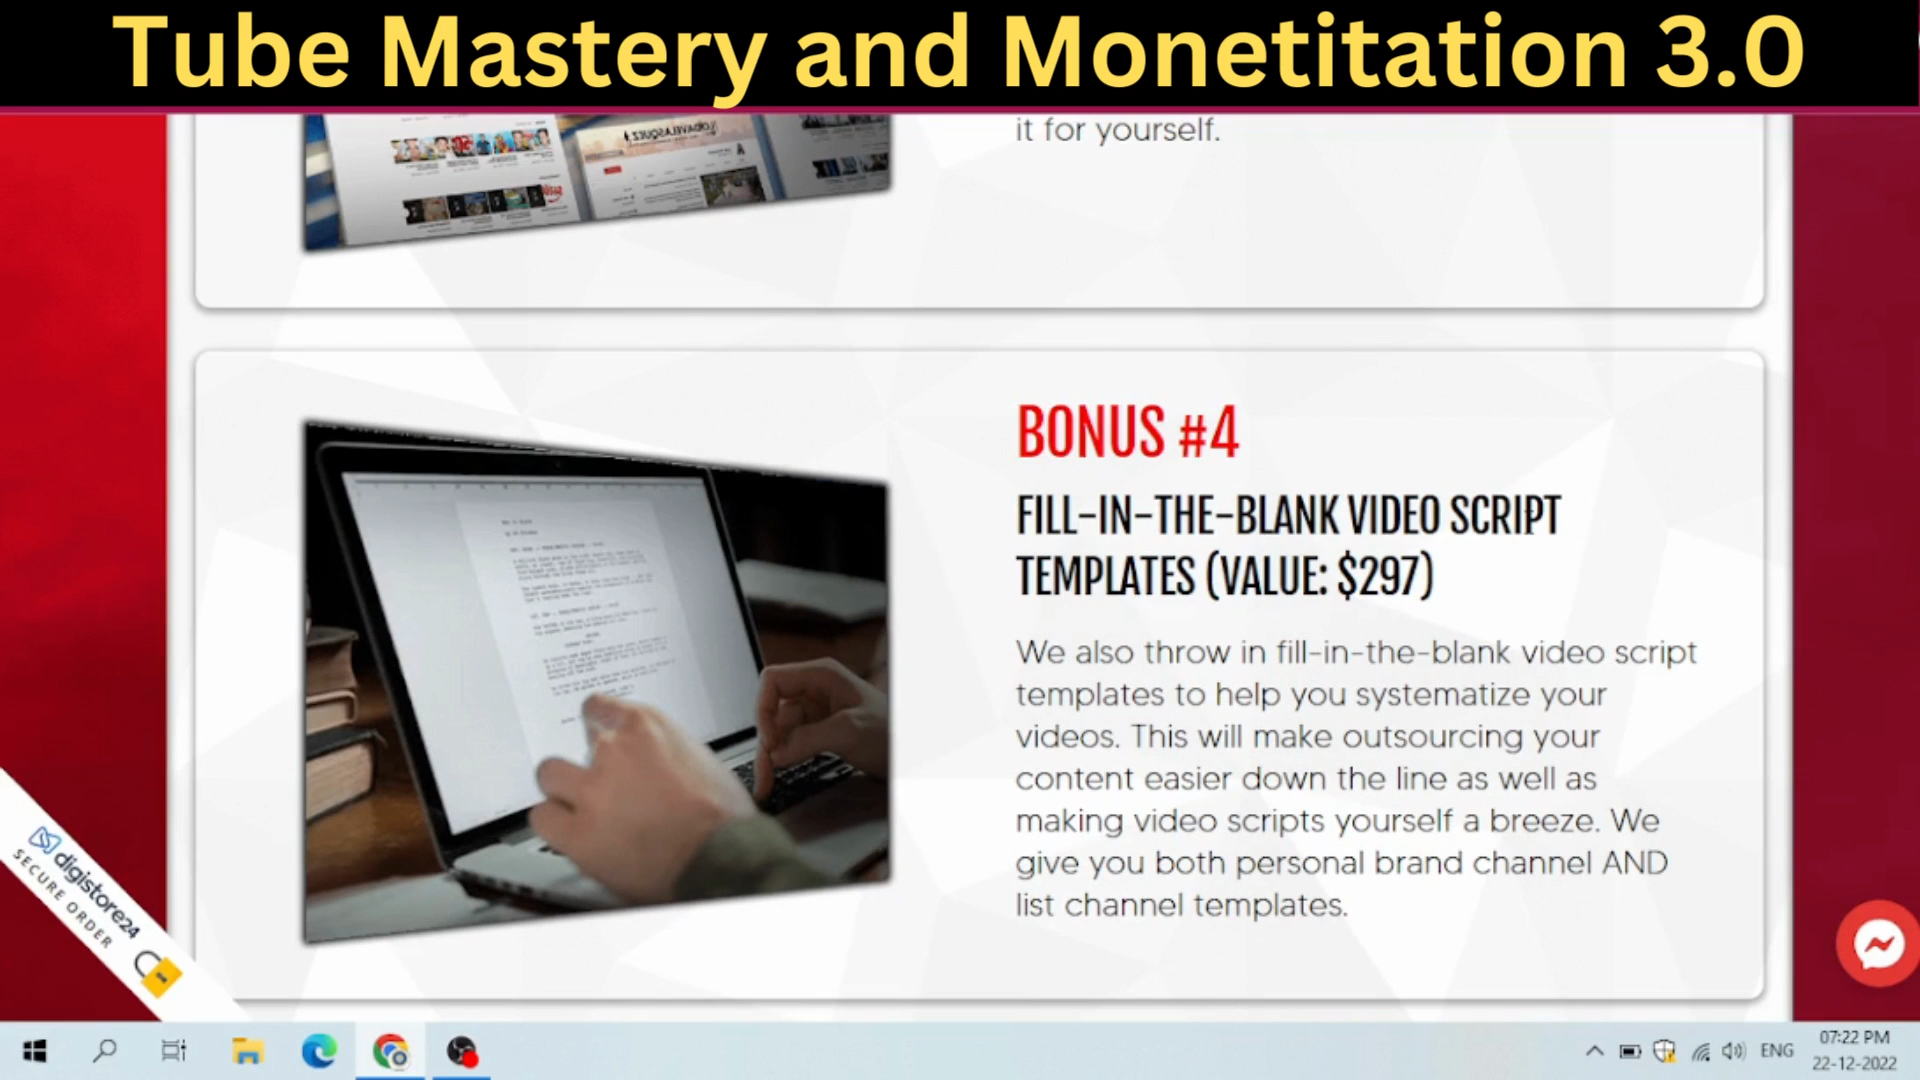 Tube Mastery and Monetitation 3.0
it for yourself.
BONUS #4
FILL-IN-THE-BLANK VIDEO SCRIPT
TEMPLATES (VALUE: $297)
We also throw in fill-in-the-blank video script
templates to help you systematize your
videos. This will make outsourcing your
content easier down the line as well as
making video scripts yourself a breeze. We
give you both personal brand channel AND
list channel templates.
digistore24
SECURE ORDER
ENG
07:22 PM
22-12-2022